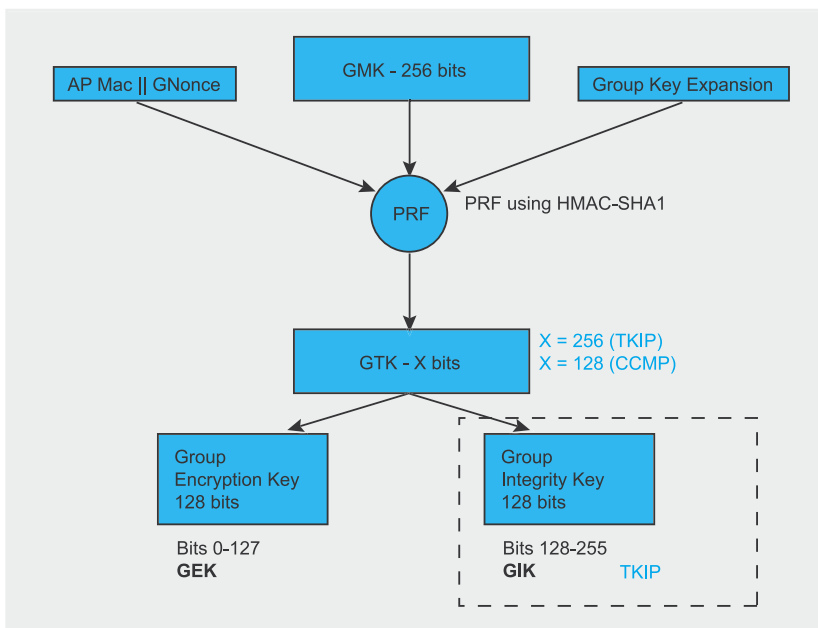 AP Mac || GNonce
GMK - 256 bits
Group Key Expansion
PRF
PRF using HMAC-SHA1
GTK - X bits
X = 256 (TKIP)
X = 128 (CCMP)
Group
Encryption Key
128 bits
Group
Integrity Key
128 bits
Bits 0-127
GEK
Bits 128-255
GIK
TKIP